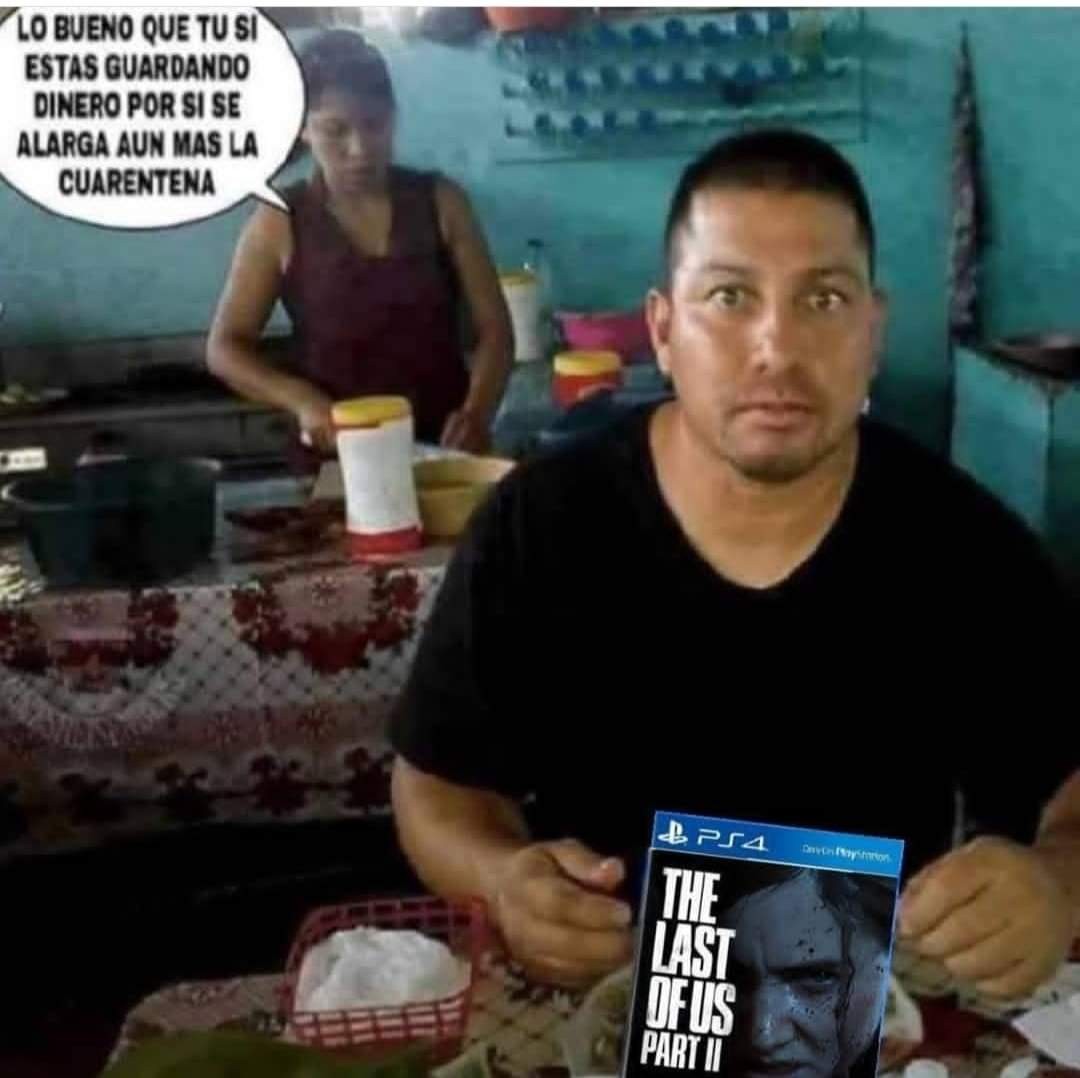 LO BUENO QUE TU SI
ESTAS GUARDANDO
DINERO POR SI SE
ALARGA AUN MAS LA
CUARENTENA
PS4
PlayStation
THE
LAST
OF US
PART II